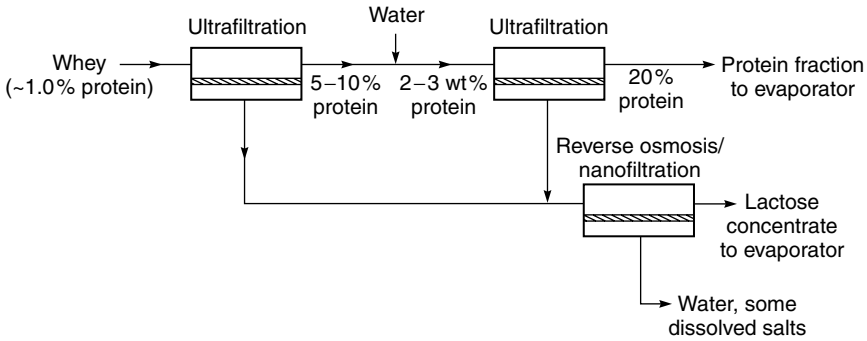 Ultrafiltration
Water
Ultrafiltration
Whey
(~1.0% protein)
5–10%
protein
2–3 wt%
protein
20%
protein
Protein fraction
to evaporator
Reverse osmosis/
nanofiltration
Lactose
concentrate
to evaporator
Water, some
dissolved salts